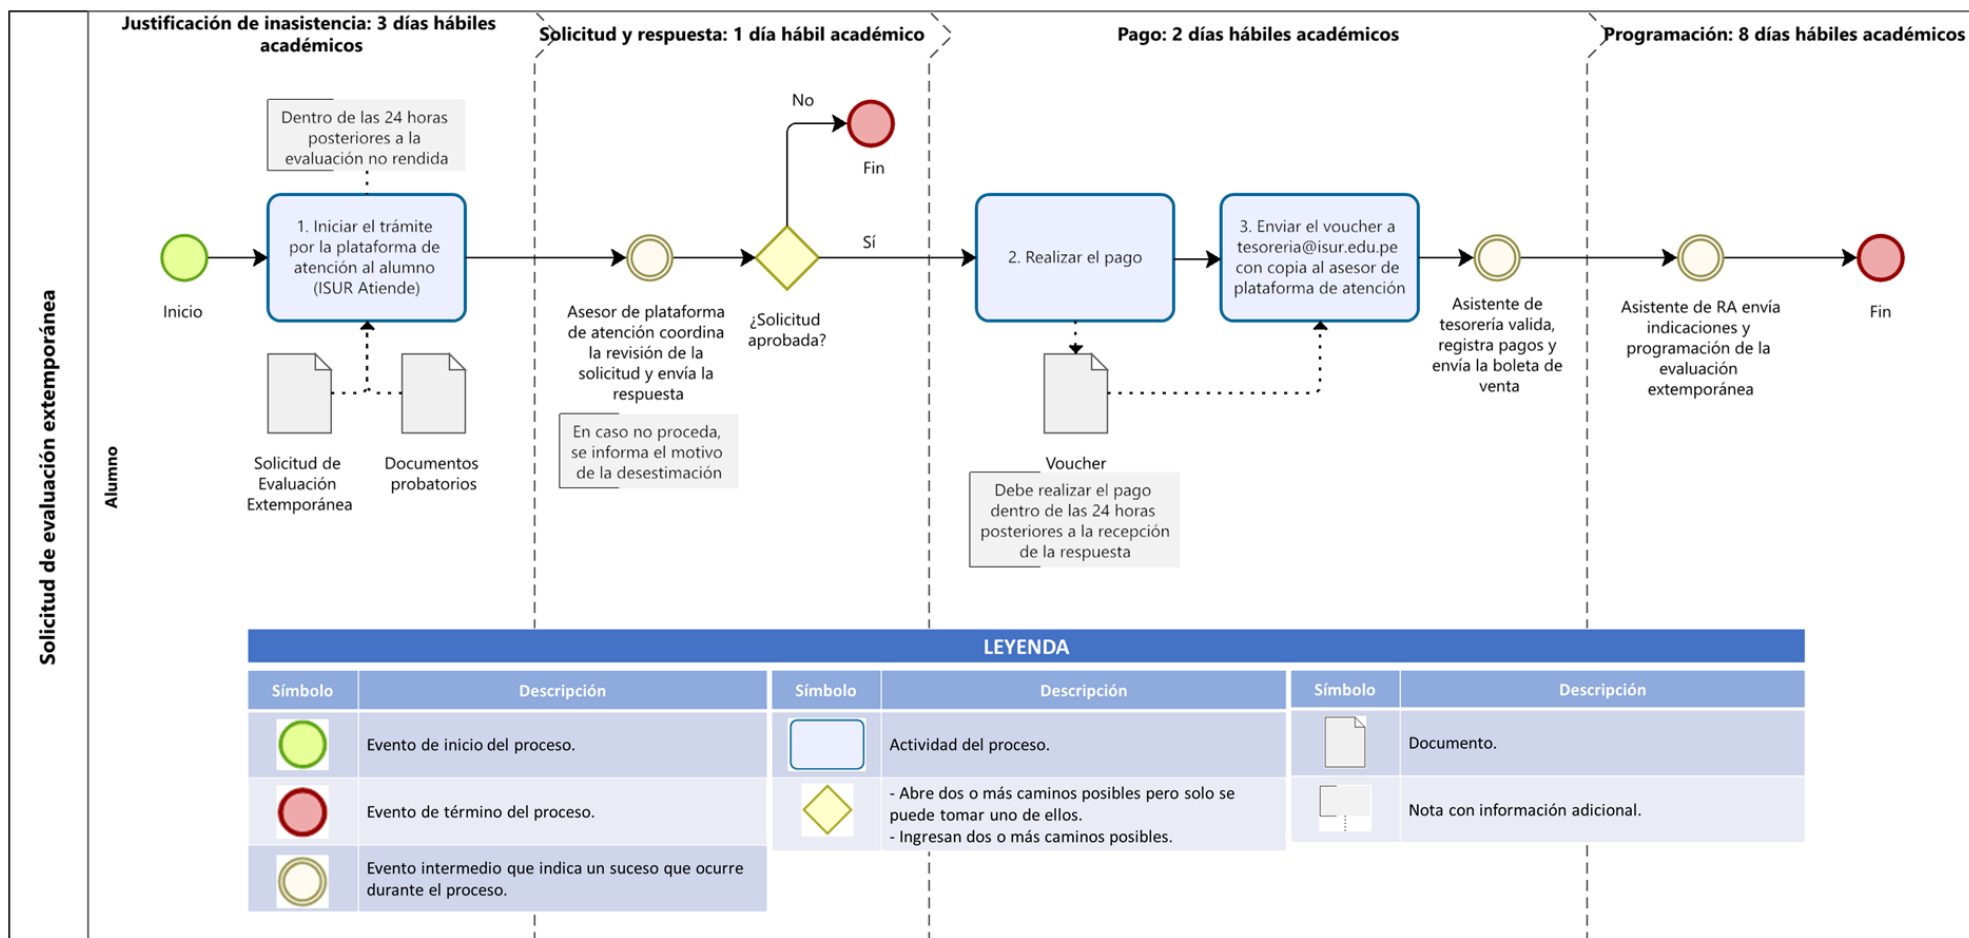 Justificación de inasistencia: 3 días hábiles
académicos
Solicitud y respuesta: 1 día hábil académico
Pago: 2 días hábiles académicos
Programación: 8 días hábiles académicos
Solicitud de evaluación extemporánea
Alumno
Inicio
Dentro de las 24 horas
posteriores a la
evaluación no rendida
1. Iniciar el trámite
por la plataforma de
atención al alumno
(ISUR Atiende)
Solicitud de
Evaluación
Extemporánea
Documentos
probatorios
Asesor de plataforma
de atención coordina
la revisión de la
solicitud y envía la
respuesta
En caso no proceda,
se informa el motivo
de la desestimación
¿Solicitud
aprobada?
No
Fin
Sí
2. Realizar el pago
Voucher
Debe realizar el pago
dentro de las 24 horas
posteriores a la recepción
de la respuesta
3. Enviar el voucher a
tesoreria@isur.edu.pe
con copia al asesor de
plataforma de atención
Asistente de
tesorería valida,
registra pagos y
envía la boleta de
venta
Asistente de RA envía
indicaciones y
programación de la
evaluación
extemporánea
Fin
LEYENDA
Símbolo
Descripción
Evento de inicio del proceso.
Evento de término del proceso.
Evento intermedio que indica un suceso que ocurre
durante el proceso.
Símbolo
Descripción
Actividad del proceso.
- Abre dos o más caminos posibles pero solo se
puede tomar uno de ellos.
- Ingresan dos o más caminos posibles.
Símbolo
Descripción
Documento.
Nota con información adicional.